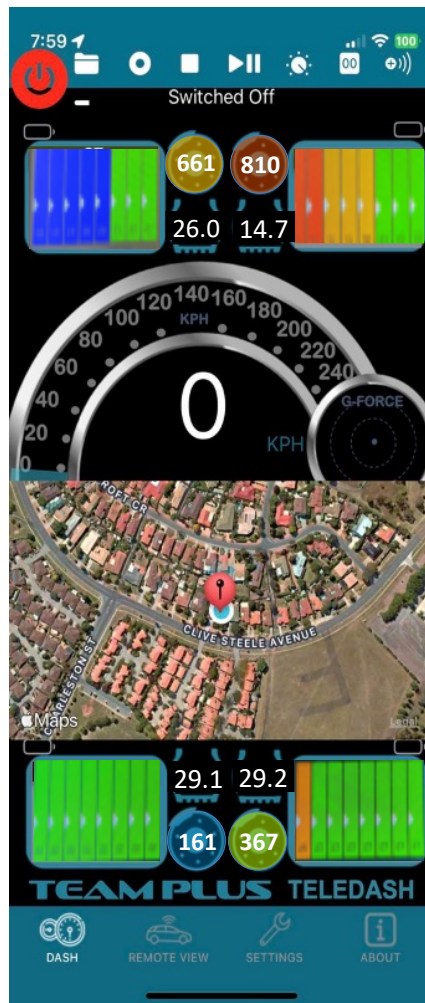 7:59
100
00
Switched Off
661 810
26.0 14.7
0 20 40 60 80 100 120 140 160 180 200 220 240
KPH
0
KPH
G-FORCE
CROFT CR
CLIVE STEELE AVENUE
CHARLESTON ST
Maps
Legal
29.1 29.2
161 367
TEAM PLUS TELEDASH
DASH REMOTE VIEW SETTINGS ABOUT